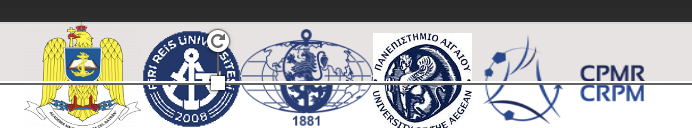 PİRİ REİS ÜNİVERSİTESİ
2008
1881
ΠΑΝΕΠΙΣΤΗΜΙΟ ΑΙΓΑΙΟΥ
UNIVERSITY OF THE AEGEAN
CPMR
CRPM